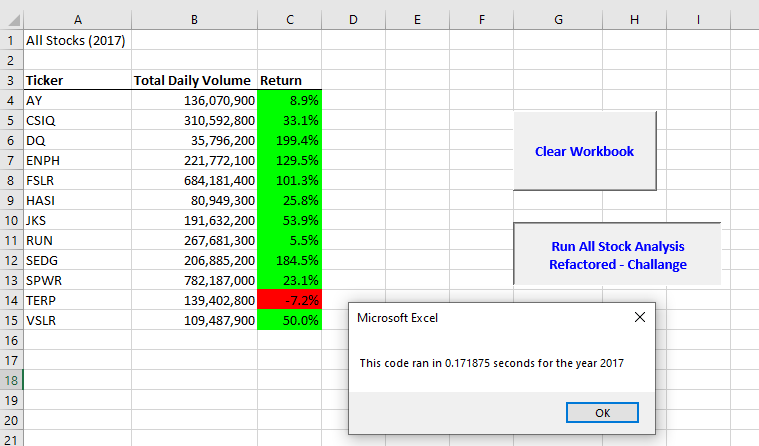 A B C D E F G H I
1 All Stocks (2017)
2
3 Ticker Total Daily Volume Return
4 AY 136,070,900 8.9%
5 CSIQ 310,592,800 33.1%
6 DQ 35,796,200 199.4%
7 ENPH 221,772,100 129.5%
8 FSLR 684,181,400 101.3%
9 HASI 80,949,300 25.8%
10 JKS 191,632,200 53.9%
11 RUN 267,681,300 5.5%
12 SEDG 206,885,200 184.5%
13 SPWR 782,187,000 23.1%
14 TERP 139,402,800 -7.2%
15 VSLR 109,487,900 50.0%
16
17
18
19
20
21
Clear Workbook
Run All Stock Analysis
Refactored - Challange
Microsoft Excel
This code ran in 0.171875 seconds for the year 2017
OK